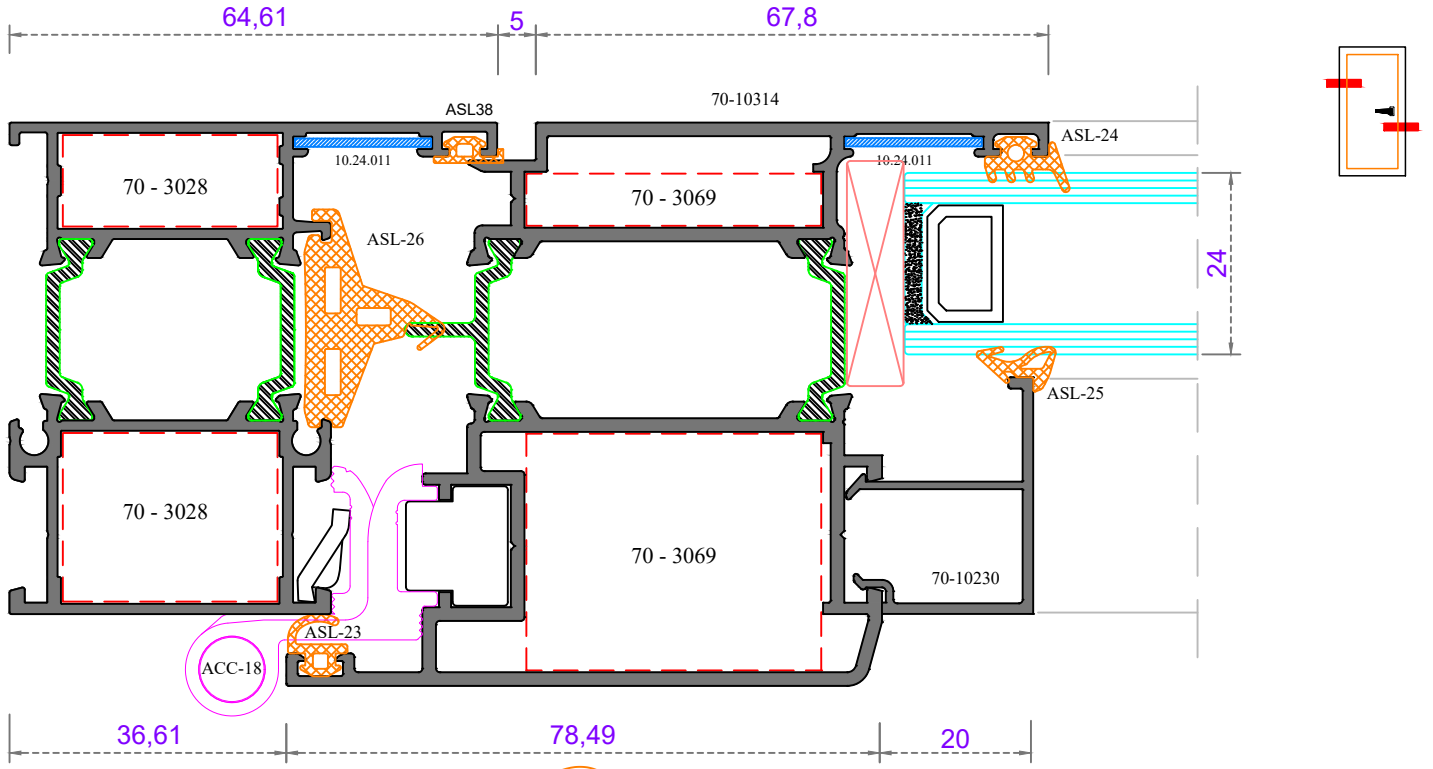 64,61
5
67,8
70-10314
ASL38
ASL-24
10.24.011
10.24.011
70 - 3028
70 - 3069
ASL-26
24
ASL-25
70 - 3028
70 - 3069
70-10230
ASL-23
ACC-18
36,61
78,49
20